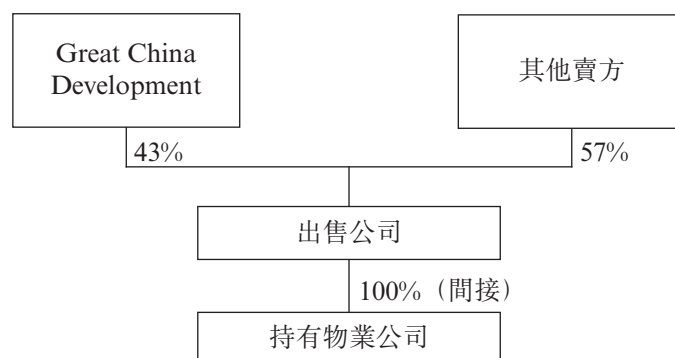 Great China
Development
其他賣方
43%
57%
出售公司
100%（間接）
持有物業公司